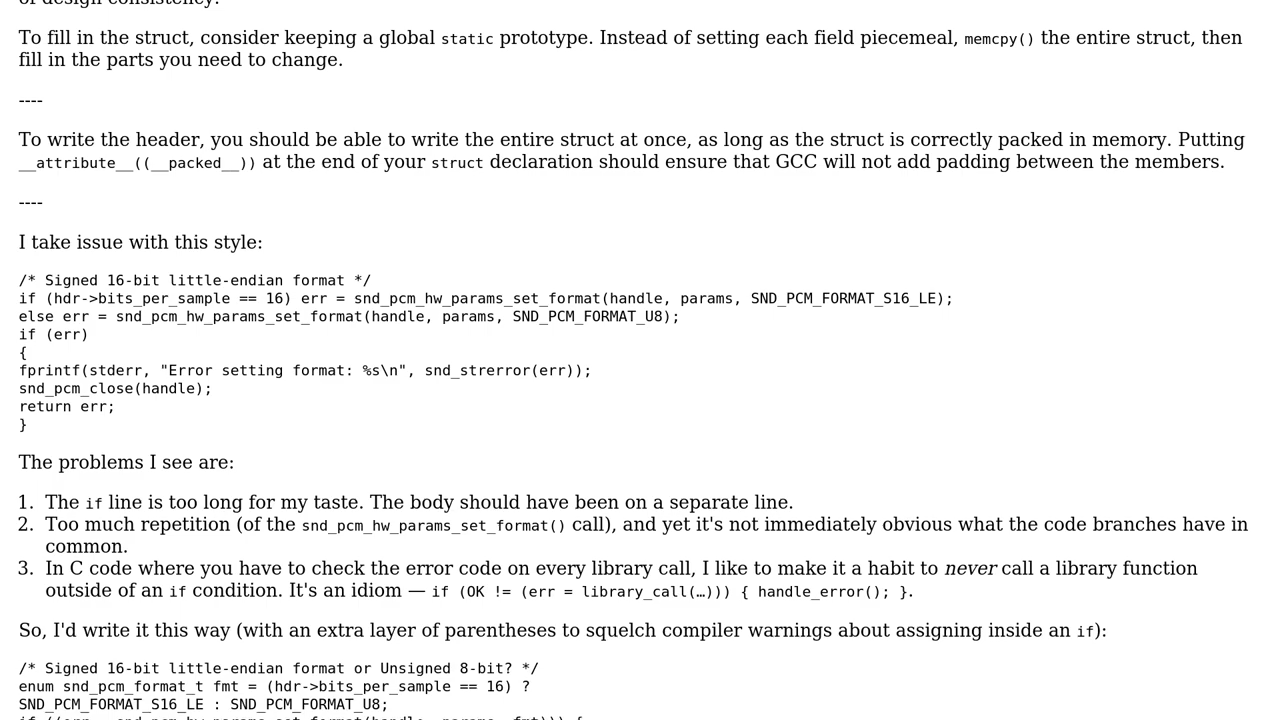 of design consistency.
To fill in the struct, consider keeping a global static prototype. Instead of setting each field piecemeal, memcpy() the entire struct, then
fill in the parts you need to change.
----
To write the header, you should be able to write the entire struct at once, as long as the struct is correctly packed in memory. Putting
__attribute__((__packed__)) at the end of your struct declaration should ensure that GCC will not add padding between the members.
----
I take issue with this style:
/* Signed 16-bit little-endian format */
if (hdr->bits_per_sample == 16) err = snd_pcm_hw_params_set_format(handle, params, SND_PCM_FORMAT_S16_LE);
else err = snd_pcm_hw_params_set_format(handle, params, SND_PCM_FORMAT_U8);
if (err)
{
fprintf(stderr, "Error setting format: %s\n", snd_strerror(err));
snd_pcm_close(handle);
return err;
}
The problems I see are:
1. The if line is too long for my taste. The body should have been on a separate line.
2. Too much repetition (of the snd_pcm_hw_params_set_format() call), and yet it's not immediately obvious what the code branches have in
common.
3. In C code where you have to check the error code on every library call, I like to make it a habit to never call a library function
outside of an if condition. It's an idiom — if (OK != (err = library_call(…))) { handle_error(); }.
So, I'd write it this way (with an extra layer of parentheses to squelch compiler warnings about assigning inside an if):
/* Signed 16-bit little-endian format or Unsigned 8-bit? */
enum snd_pcm_format_t fmt = (hdr->bits_per_sample == 16) ?
SND_PCM_FORMAT_S16_LE : SND_PCM_FORMAT_U8;
if ((err = snd_pcm_hw_params_set_format(handle, params, fmt))) {